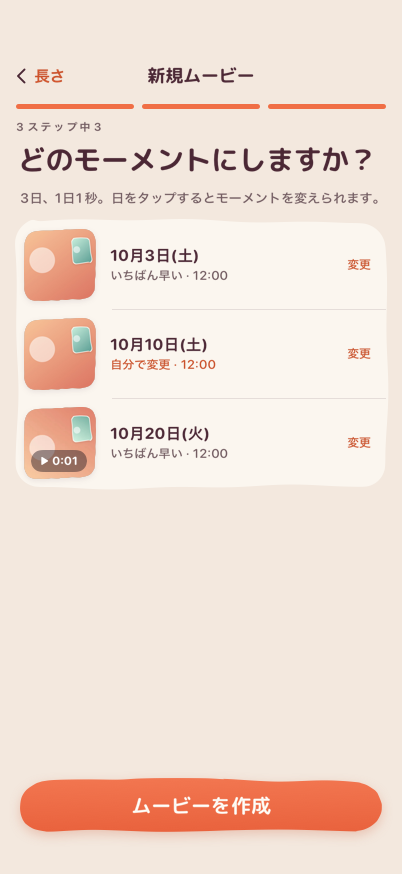 長さ
新規ムービー
3ステップ中3
どのモーメントにしますか？
3日、1日1秒。日をタップするとモーメントを変えられます。
10月3日(土)
いちばん早い · 12:00
変更
10月10日(土)
自分で変更 · 12:00
変更
10月20日(火)
いちばん早い · 12:00
変更
0:01
ムービーを作成